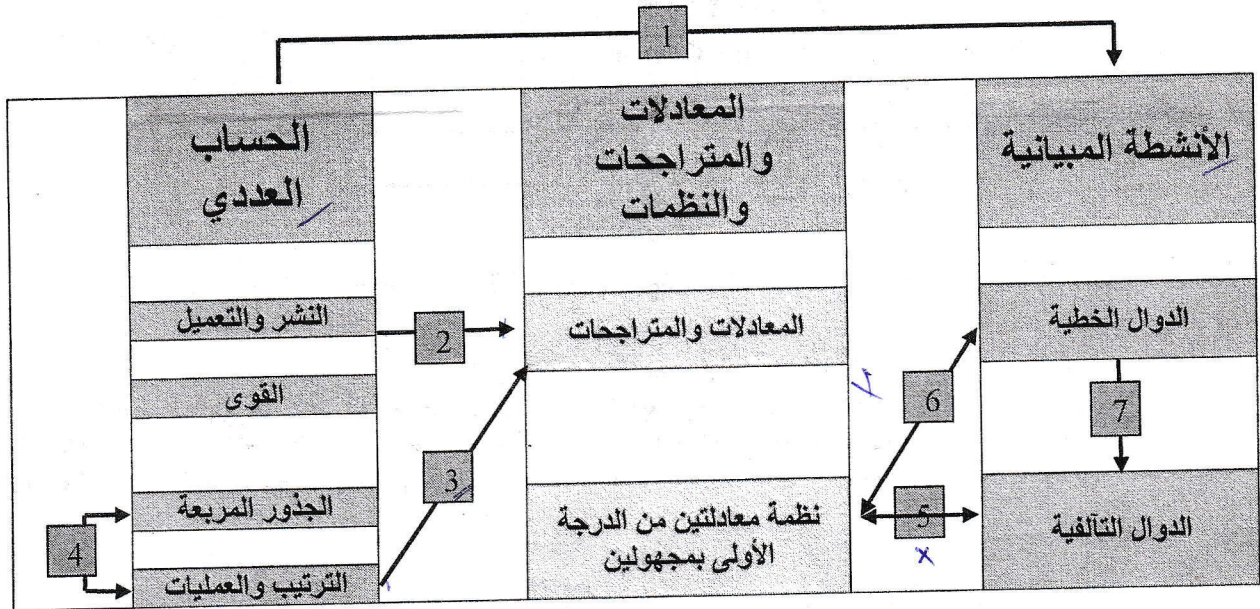 1
الحساب
العددي
المعادلات
والمتراجحات
والنظمات
الأنشطة المبيانية
النشر والتعميل
2
المعادلات والمتراجحات
الدوال الخطية
القوى
6
7
3
الجذور المربعة
4
نظمة معادلتين من الدرجة
الأولى بمجهولين
5
الدوال التآلفية
الترتيب والعمليات